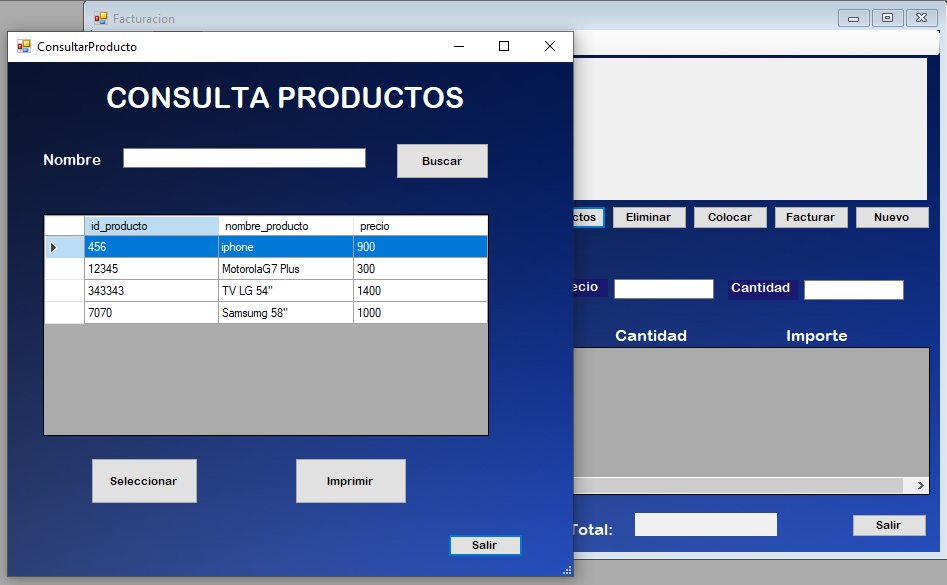 Facturacion
ConsultarProducto
CONSULTA PRODUCTOS
Nombre
Buscar
id_producto nombre_producto precio
456 iphone 900
12345 MotorolaG7 Plus 300
343343 TV LG 54"
1400
7070 Samsumg 58" 1000
Seleccionar
Imprimir
Salir
ctos
Eliminar
Colocar
Facturar
Nuevo
ecio
Cantidad
Cantidad
Importe
Total:
Salir